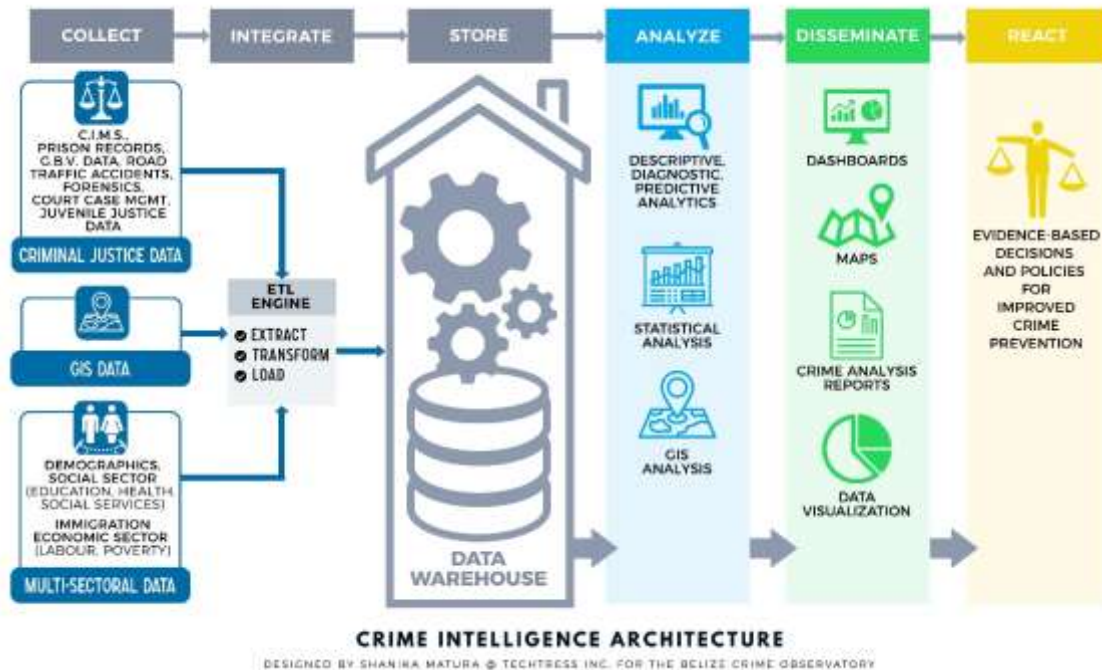 COLLECT
INTEGRATE
STORE
ANALYZE
DISSEMINATE
REACT
C.I.M.S.,
PRISON RECORDS,
G.B.V. DATA, ROAD
TRAFFIC ACCIDENTS,
FORENSICS,
COURT CASE MGMT,
JUVENILE JUSTICE
DATA
CRIMINAL JUSTICE DATA
GIS DATA
DEMOGRAPHICS,
SOCIAL SECTOR
(EDUCATION, HEALTH,
SOCIAL SERVICES)
IMMIGRATION
ECONOMIC SECTOR
(LABOUR, POVERTY)
MULTI-SECTORAL DATA
ETL
ENGINE
EXTRACT
TRANSFORM
LOAD
DATA
WAREHOUSE
DESCRIPTIVE,
DIAGNOSTIC,
PREDICTIVE
ANALYTICS
STATISTICAL
ANALYSIS
GIS
ANALYSIS
DASHBOARDS
MAPS
CRIME ANALYSIS
REPORTS
DATA
VISUALIZATION
EVIDENCE-BASED
DECISIONS
AND POLICIES
FOR
IMPROVED
CRIME
PREVENTION
CRIME INTELLIGENCE ARCHITECTURE
DESIGNED BY SHANIKA MATURA @ TECHTRESS INC. FOR THE BELIZE CRIME OBSERVATORY